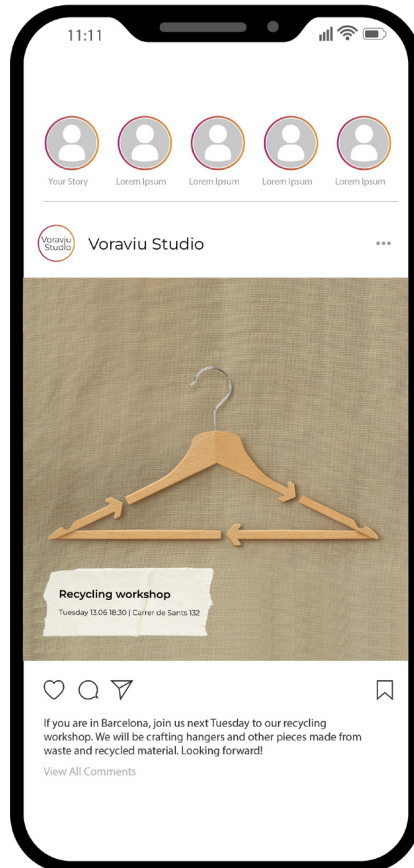 11:11
Your Story
Lorem Ipsum
Lorem Ipsum
Lorem Ipsum
Lorem Ipsum
Voraviu
Studio
Voraviu Studio
Recycling workshop
Tuesday 13.06 18:30 | Carrer de Sants 132
If you are in Barcelona, join us next Tuesday to our recycling
workshop. We will be crafting hangers and other pieces made from
waste and recycled material. Looking forward!
View All Comments